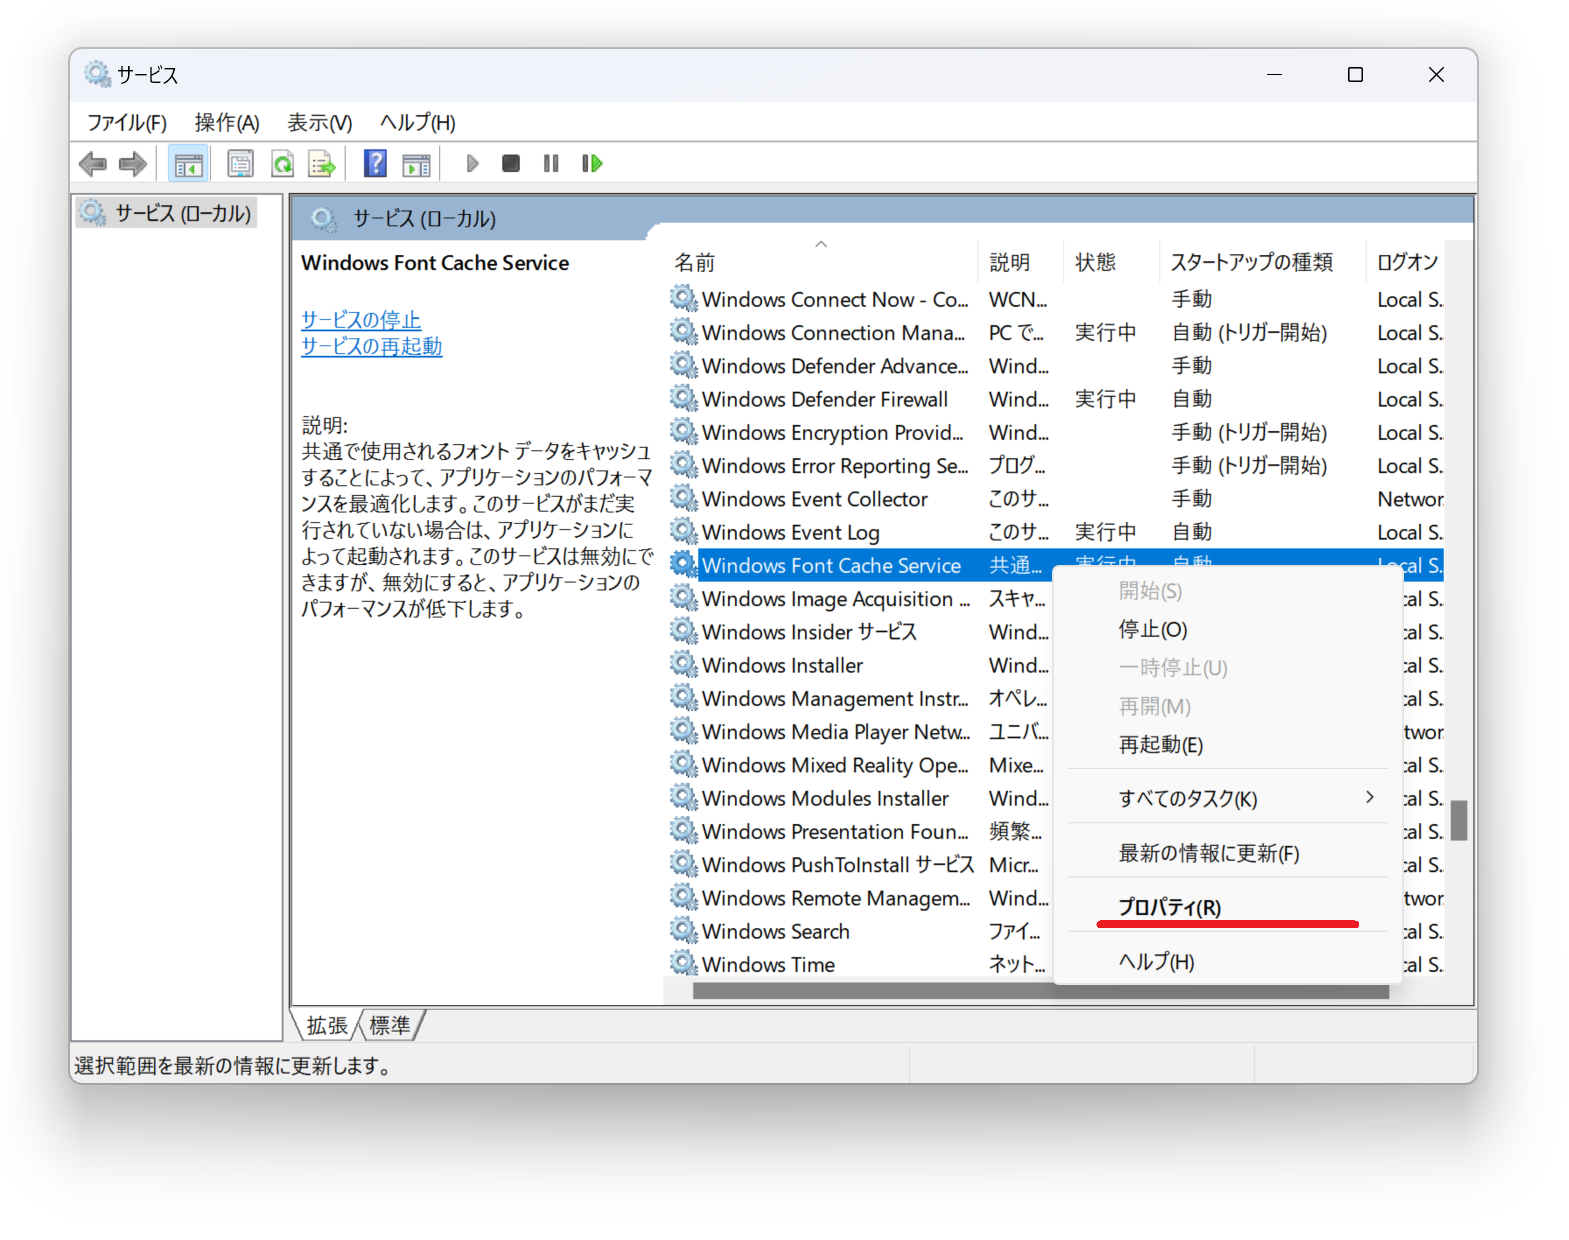 サービス
ファイル(F) 操作(A) 表示(V) ヘルプ(H)
サービス (ローカル)
サービス (ローカル)
Windows Font Cache Service
サービスの停止
サービスの再起動
説明:
共通で使用されるフォント データをキャッシュ
することによって、アプリケーションのパフォーマ
ンスを最適化します。このサービスがまだ実
行されていない場合は、アプリケーションに
よって起動されます。このサービスは無効にで
きますが、無効にすると、アプリケーションの
パフォーマンスが低下します。
名前 説明 状態 スタートアップの種類 ログオン
Windows Connect Now - Co... WCN... 手動 Local S..
Windows Connection Mana... PC で... 実行中 自動 (トリガー開始) Local S..
Windows Defender Advance... Wind... 手動 Local S..
Windows Defender Firewall Wind... 実行中 自動 Local S..
Windows Encryption Provid... Wind... 手動 (トリガー開始) Local S..
Windows Error Reporting Se... プログ... 手動 (トリガー開始) Local S..
Windows Event Collector このサ... 手動 Networ.
Windows Event Log このサ... 実行中 自動 Local S..
Windows Font Cache Service 共通... 実行中 自動 Local S..
Windows Image Acquisition ... スキャ... cal S..
Windows Insider サービス Wind... cal S..
Windows Installer Wind... cal S..
Windows Management Instr... オペレ... cal S..
Windows Media Player Netw... ユニバ... twor.
Windows Mixed Reality Ope... Mixe... cal S..
Windows Modules Installer Wind... cal S..
Windows Presentation Foun... 頻繁... cal S..
Windows PushToInstall サービス Micr... cal S..
Windows Remote Managem... Wind... twor.
Windows Search ファイ... cal S..
Windows Time ネット... cal S..
開始(S)
停止(O)
一時停止(U)
再開(M)
再起動(E)
すべてのタスク(K)
最新の情報に更新(F)
プロパティ(R)
ヘルプ(H)
拡張 標準
選択範囲を最新の情報に更新します。